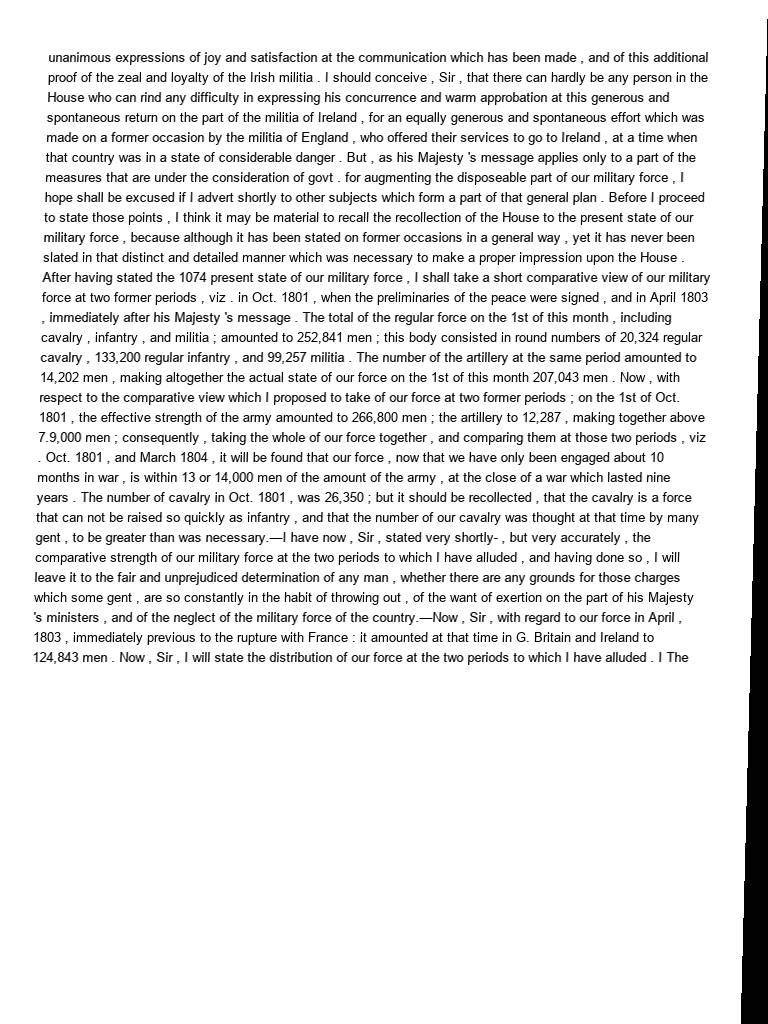 unanimous expressions of joy and satisfaction at the communication which has been made , and of this additional
proof of the zeal and loyalty of the Irish militia . I should conceive , Sir , that there can hardly be any person in the
House who can rind any difficulty in expressing his concurrence and warm approbation at this generous and
spontaneous return on the part of the militia of Ireland , for an equally generous and spontaneous effort which was
made on a former occasion by the militia of England , who offered their services to go to Ireland , at a time when
that country was in a state of considerable danger . But , as his Majesty 's message applies only to a part of the
measures that are under the consideration of govt . for augmenting the disposeable part of our military force , I
hope shall be excused if I advert shortly to other subjects which form a part of that general plan . Before I proceed
to state those points , I think it may be material to recall the recollection of the House to the present state of our
military force , because although it has been stated on former occasions in a general way , yet it has never been
slated in that distinct and detailed manner which was necessary to make a proper impression upon the House .
After having stated the 1074 present state of our military force , I shall take a short comparative view of our military
force at two former periods , viz . in Oct. 1801 , when the preliminaries of the peace were signed , and in April 1803
, immediately after his Majesty 's message . The total of the regular force on the 1st of this month , including
cavalry , infantry , and militia ; amounted to 252,841 men ; this body consisted in round numbers of 20,324 regular
cavalry , 133,200 regular infantry , and 99,257 militia . The number of the artillery at the same period amounted to
14,202 men , making altogether the actual state of our force on the 1st of this month 207,043 men . Now , with
respect to the comparative view which I proposed to take of our force at two former periods ; on the 1st of Oct.
1801 , the effective strength of the army amounted to 266,800 men ; the artillery to 12,287 , making together above
7.9,000 men ; consequently , taking the whole of our force together , and comparing them at those two periods , viz
. Oct. 1801 , and March 1804 , it will be found that our force , now that we have only been engaged about 10
months in war , is within 13 or 14,000 men of the amount of the army , at the close of a war which lasted nine
years . The number of cavalry in Oct. 1801 , was 26,350 ; but it should be recollected , that the cavalry is a force
that can not be raised so quickly as infantry , and that the number of our cavalry was thought at that time by many
gent , to be greater than was necessary.—I have now , Sir , stated very shortly- , but very accurately , the
comparative strength of our military force at the two periods to which I have alluded , and having done so , I will
leave it to the fair and unprejudiced determination of any man , whether there are any grounds for those charges
which some gent , are so constantly in the habit of throwing out , of the want of exertion on the part of his Majesty
's ministers , and of the neglect of the military force of the country.—Now , Sir , with regard to our force in April ,
1803 , immediately previous to the rupture with France : it amounted at that time in G. Britain and Ireland to
124,843 men . Now , Sir , I will state the distribution of our force at the two periods to which I have alluded . I The